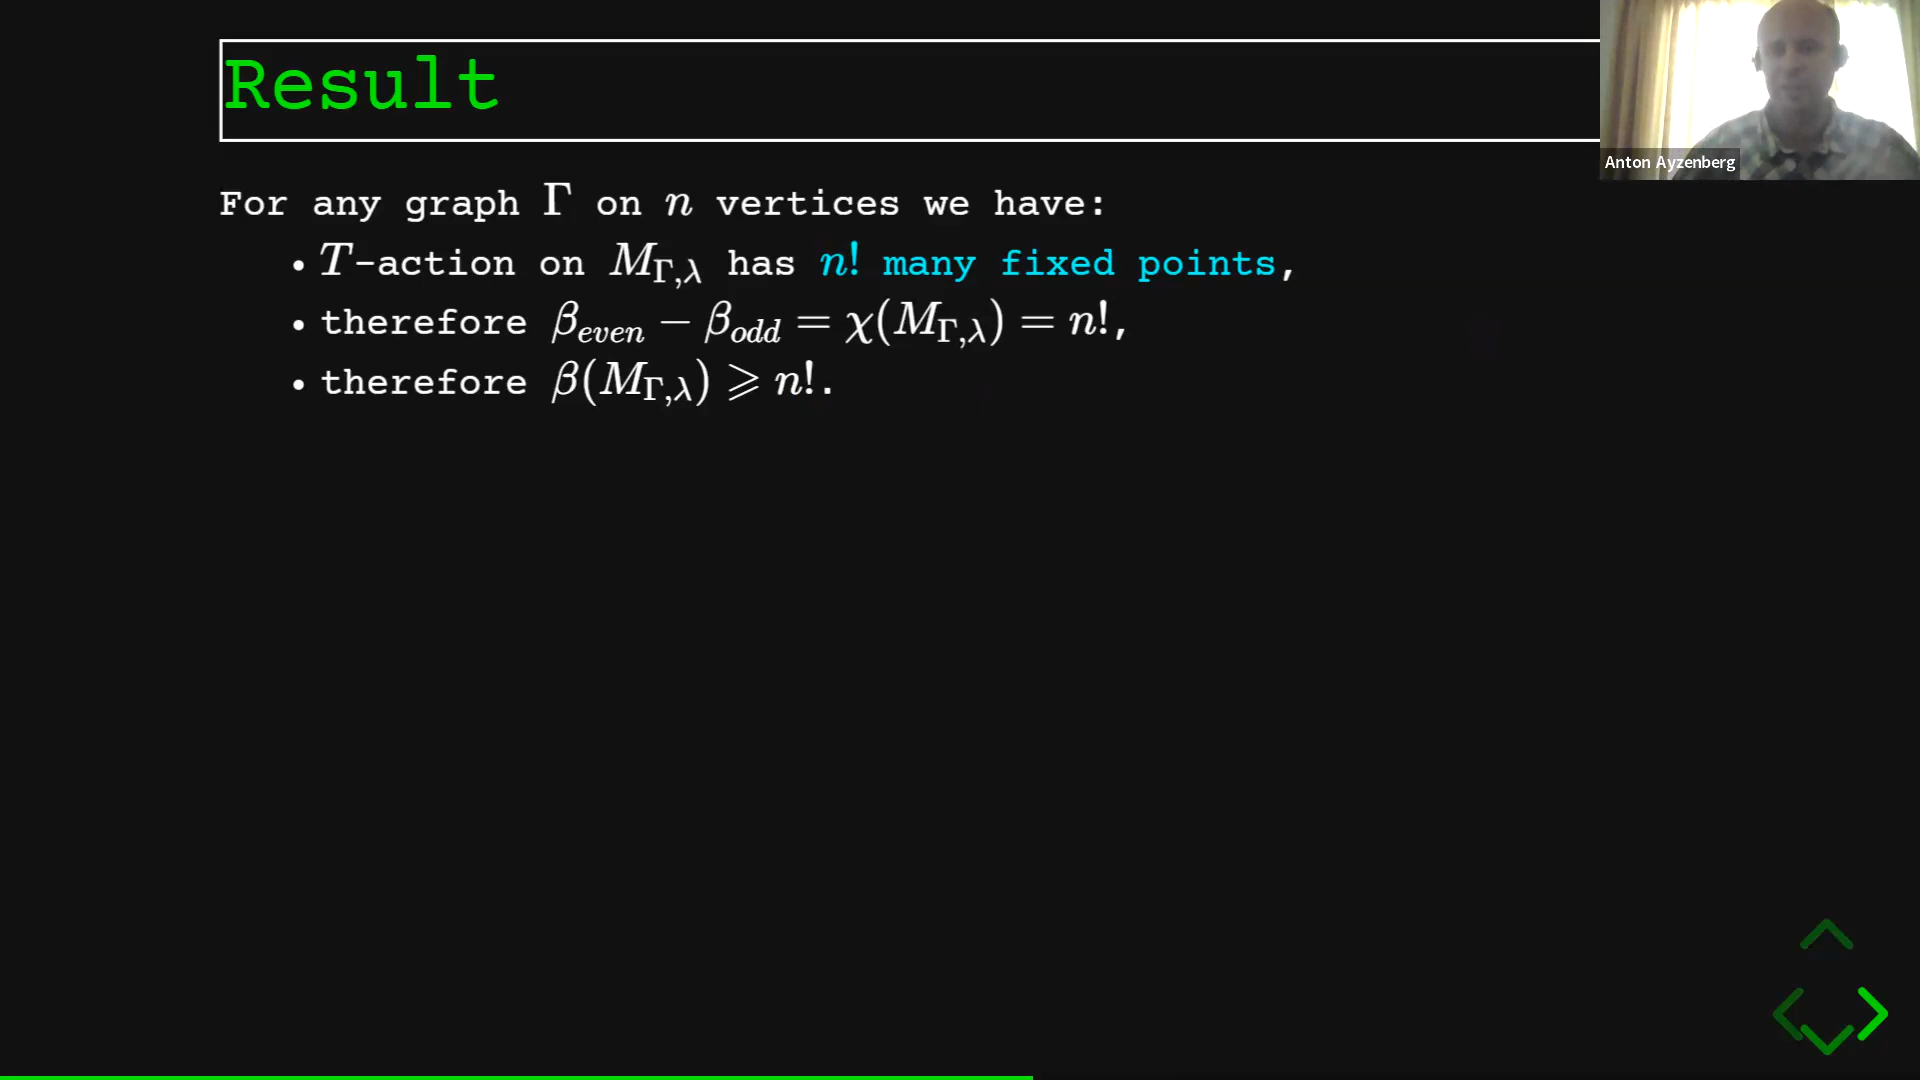 Result
For any graph Γ on n vertices we have:
• T-action on M_{Γ,λ} has n! many fixed points,
• therefore β_{even} − β_{odd} = χ(M_{Γ,λ}) = n!,
• therefore β(M_{Γ,λ}) ⩾ n!.
Anton Ayzenberg